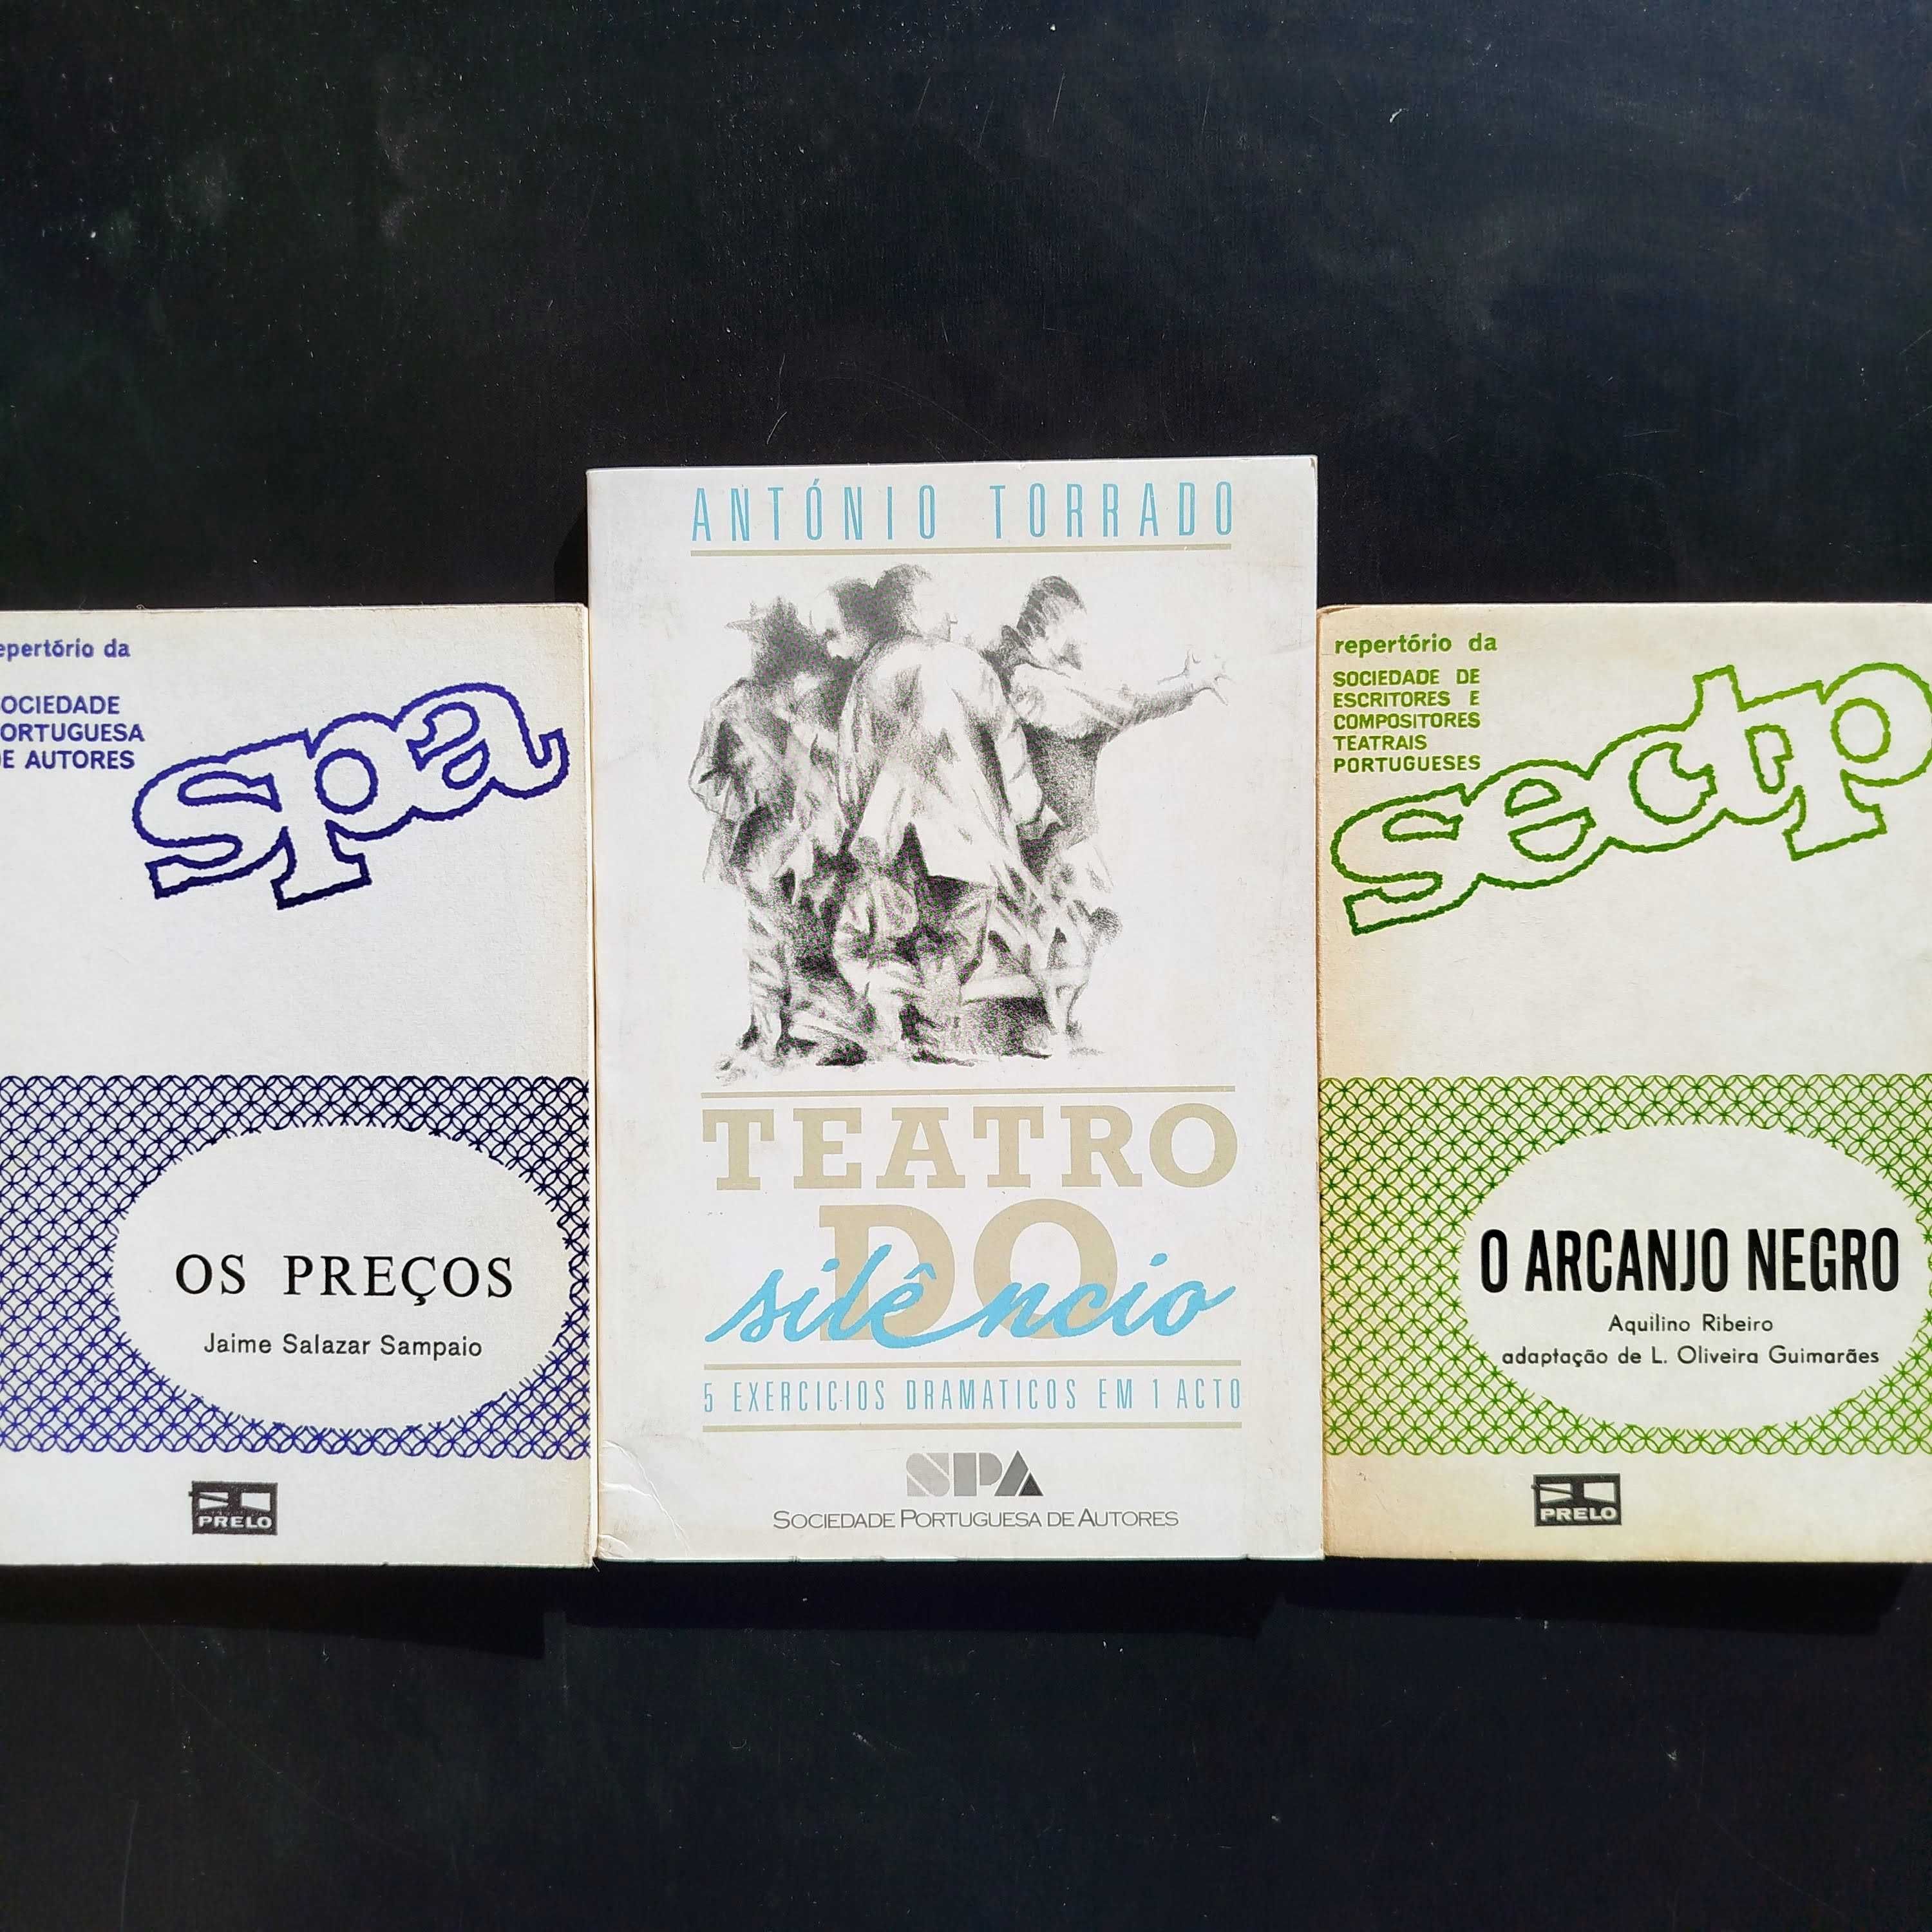 epertório da
OCIEDADE
ORTUGUESA
DE AUTORES
spa
OS PREÇOS
Jaime Salazar Sampaio
PRELO
ANTÓNIO TORRADO
TEATRO
DO
silêncio
5 EXERCICIOS DRAMATICOS EM 1 ACTO
SPA
SOCIEDADE PORTUGUESA DE AUTORES
repertório da
SOCIEDADE DE
ESCRITORES E
COMPOSITORES
TEATRAIS
PORTUGUESES
sectp
O ARCANJO NEGRO
Aquilino Ribeiro
adaptação de L. Oliveira Guimarães
PRELO